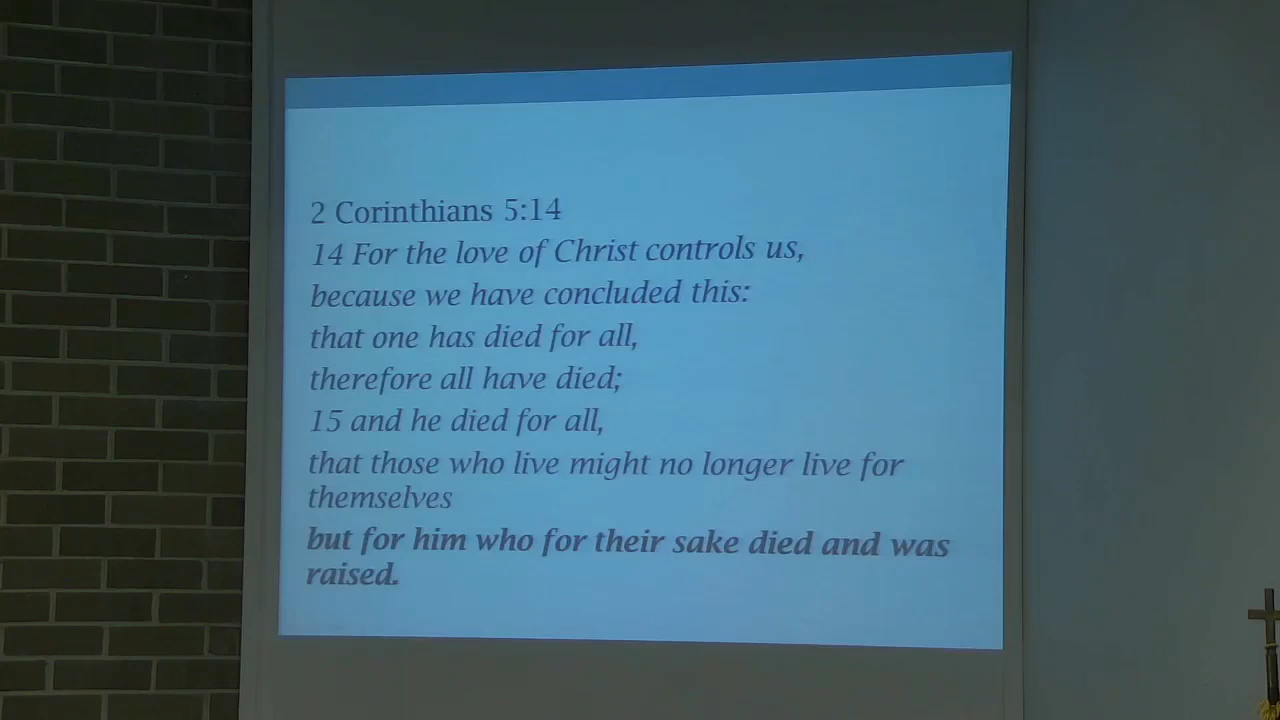 2 Corinthians 5:14
14 For the love of Christ controls us,
because we have concluded this:
that one has died for all,
therefore all have died;
15 and he died for all,
that those who live might no longer live for
themselves
but for him who for their sake died and was
raised.